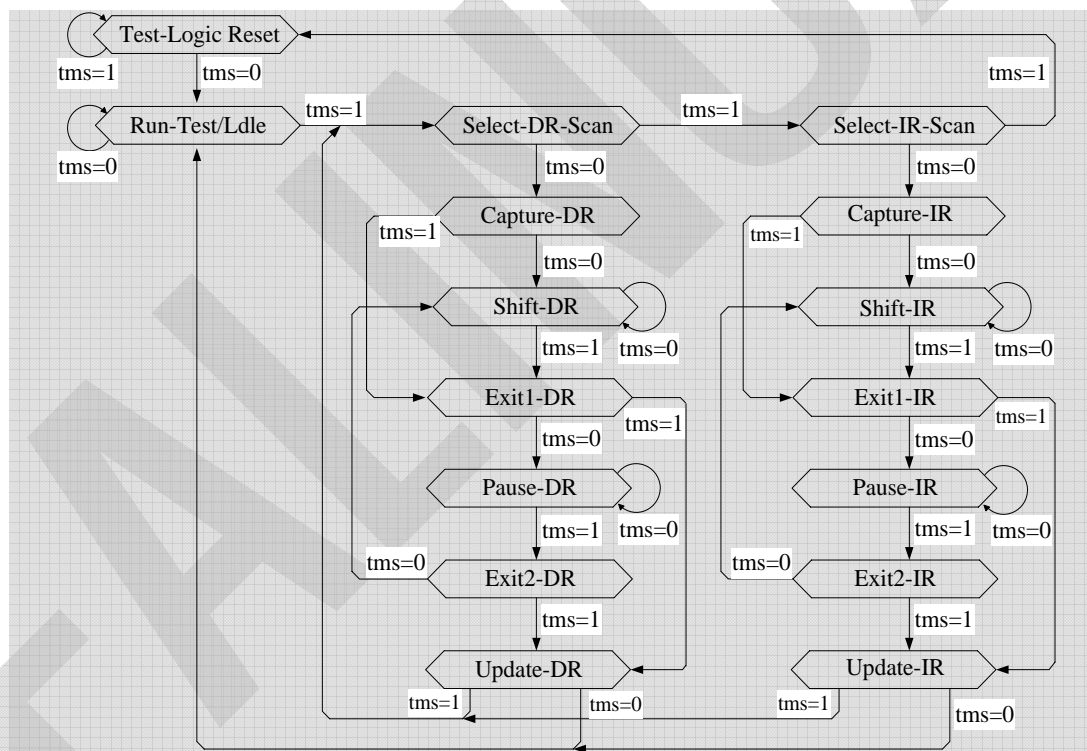 Test-Logic Reset
tms=1
tms=0
tms=1
Run-Test/Ldle
tms=1
Select-DR-Scan
tms=1
Select-IR-Scan
tms=0
tms=0
tms=0
Capture-DR
Capture-IR
tms=1
tms=1
tms=0
tms=0
Shift-DR
Shift-IR
tms=1
tms=0
tms=1
tms=0
Exit1-DR
Exit1-IR
tms=1
tms=1
tms=0
tms=0
Pause-DR
Pause-IR
tms=1
tms=0
tms=1
tms=0
tms=0
Exit2-DR
tms=0
Exit2-IR
tms=1
tms=1
Update-DR
Update-IR
tms=1
tms=0
tms=1
tms=0